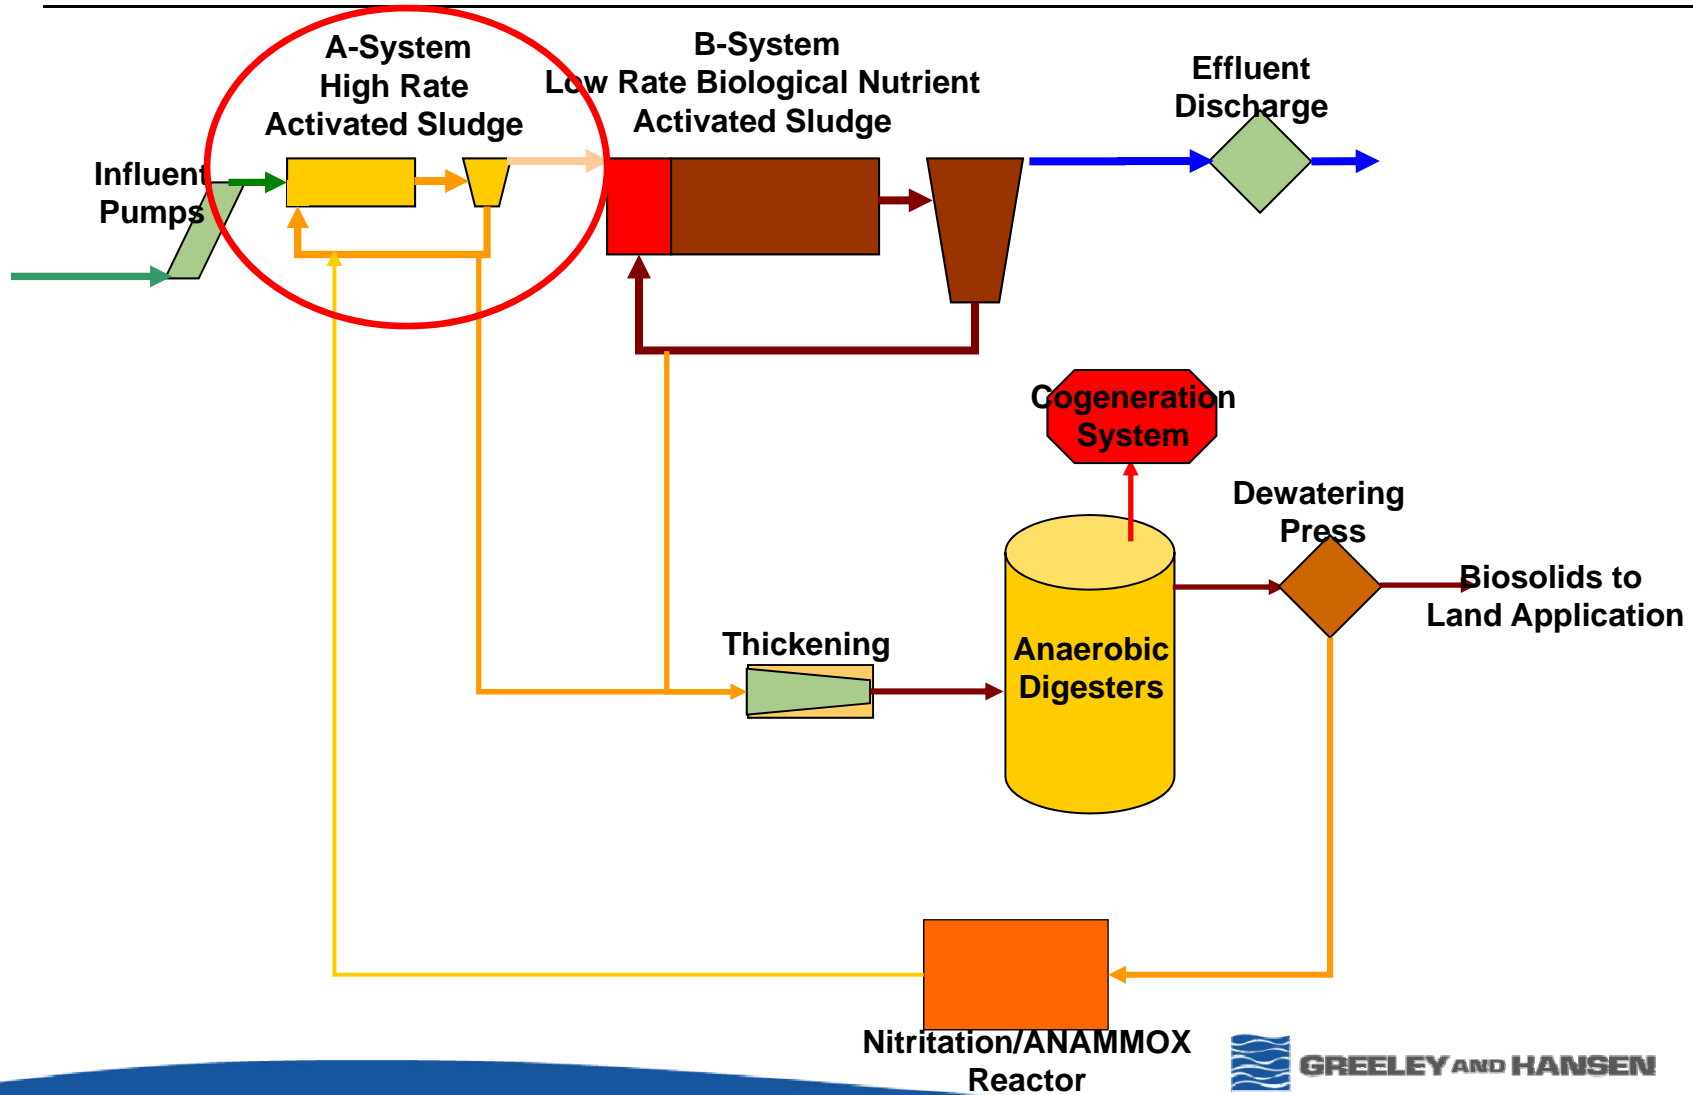 A-System
High Rate
Activated Sludge
B-System
Low Rate Biological Nutrient
Activated Sludge
Effluent
Discharge
Influent
Pumps
Cogeneration
System
Dewatering
Press
Biosolids to
Land Application
Thickening
Anaerobic
Digesters
Nitritation/ANAMMOX
Reactor
GREELEY AND HANSEN